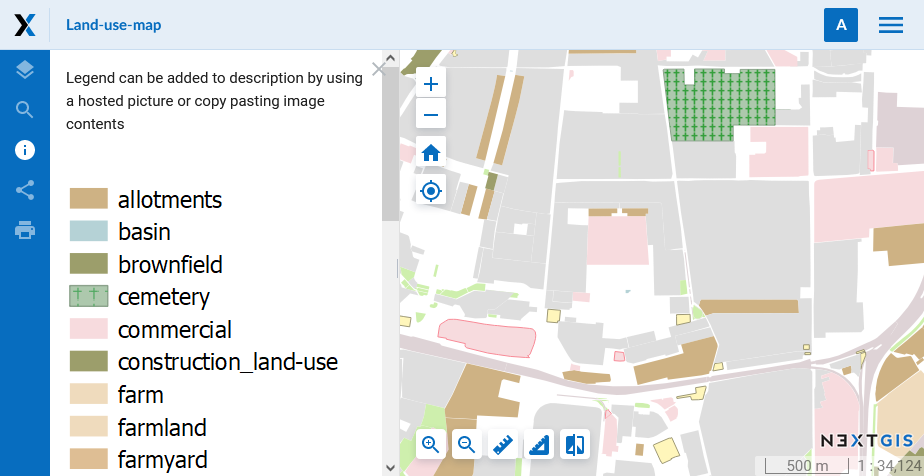 Land-use-map
A
Legend can be added to description by using
a hosted picture or copy pasting image
contents
allotments
basin
brownfield
cemetery
commercial
construction_land-use
farm
farmland
farmyard
NEXTGIS
500 m
1 : 34,124